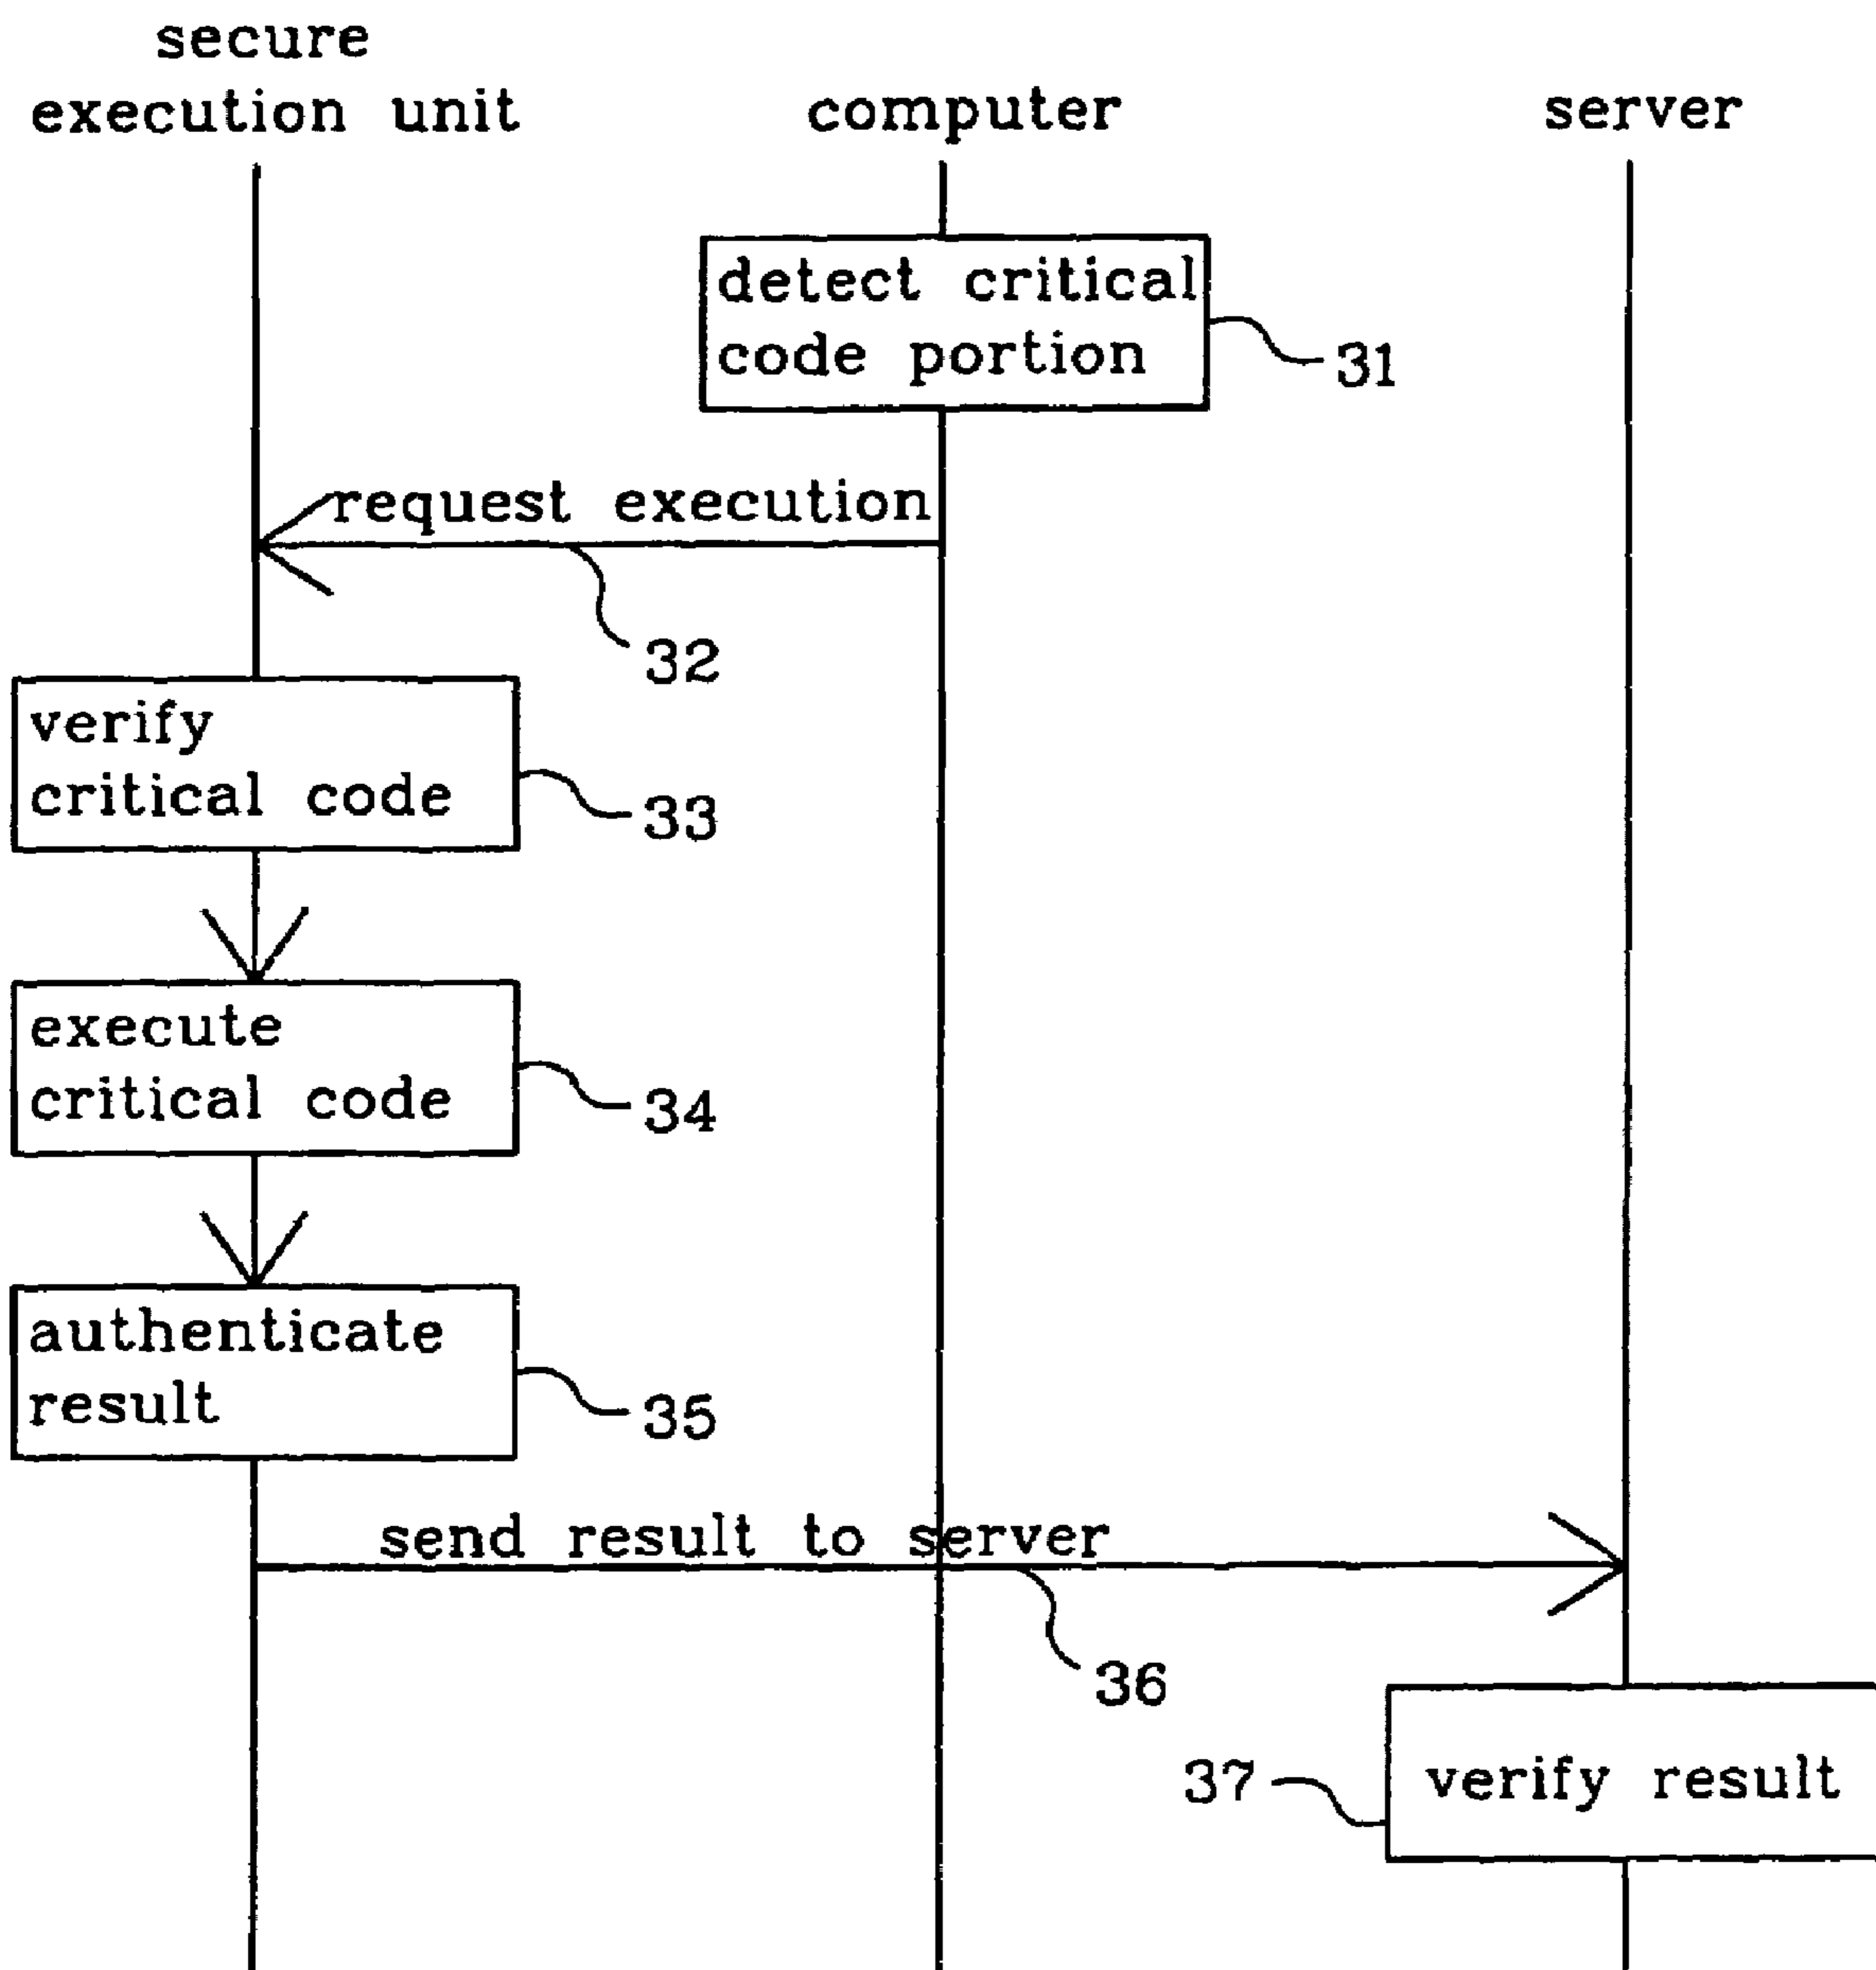 secure
execution unit
computer
server
detect critical
code portion
31
request execution
32
verify
critical code
33
execute
critical code
34
authenticate
result
35
send result to server
36
37
verify result